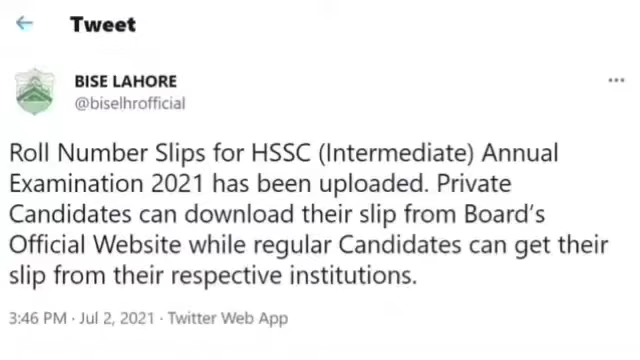 Tweet
BISE LAHORE
@biselhrofficial
Roll Number Slips for HSSC (Intermediate) Annual
Examination 2021 has been uploaded. Private
Candidates can download their slip from Board's
Official Website while regular Candidates can get their
slip from their respective institutions.
3:46 PM · Jul 2, 2021 · Twitter Web App